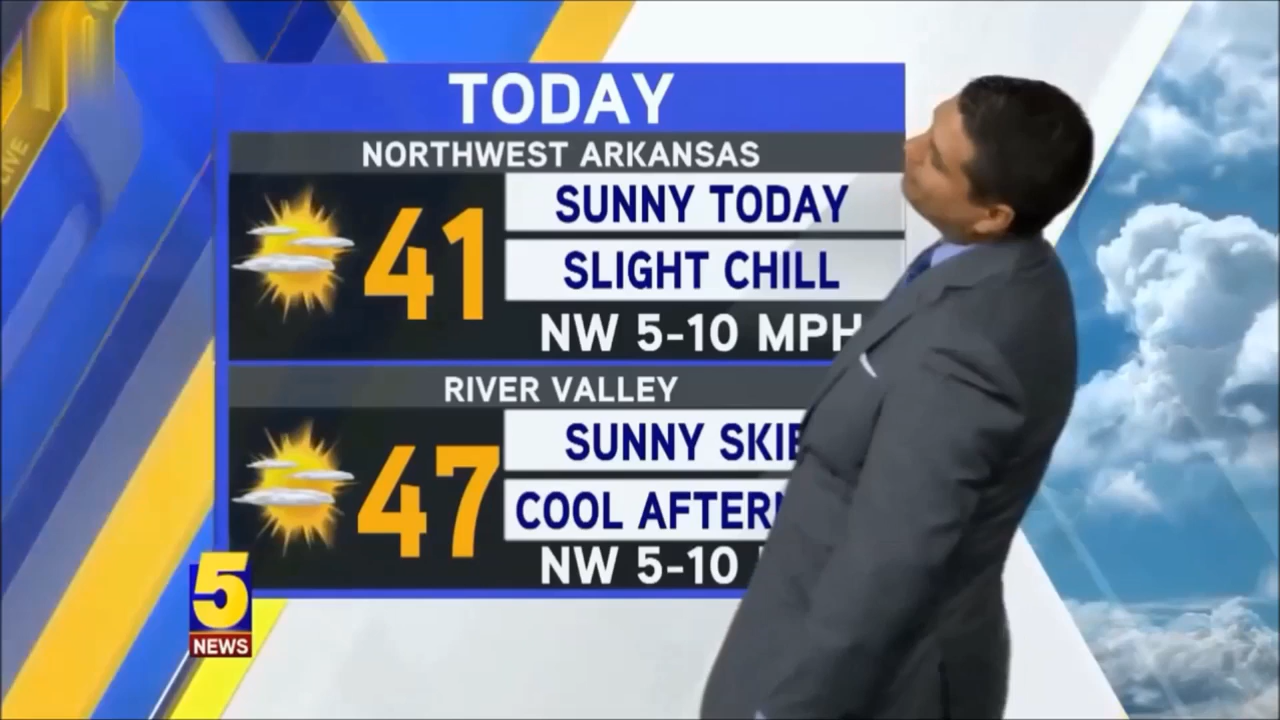 LIVE
TODAY
NORTHWEST ARKANSAS
41
SUNNY TODAY
SLIGHT CHILL
NW 5-10 MPH
RIVER VALLEY
47
SUNNY SKIE
COOL AFTERN
NW 5-10
5
NEWS